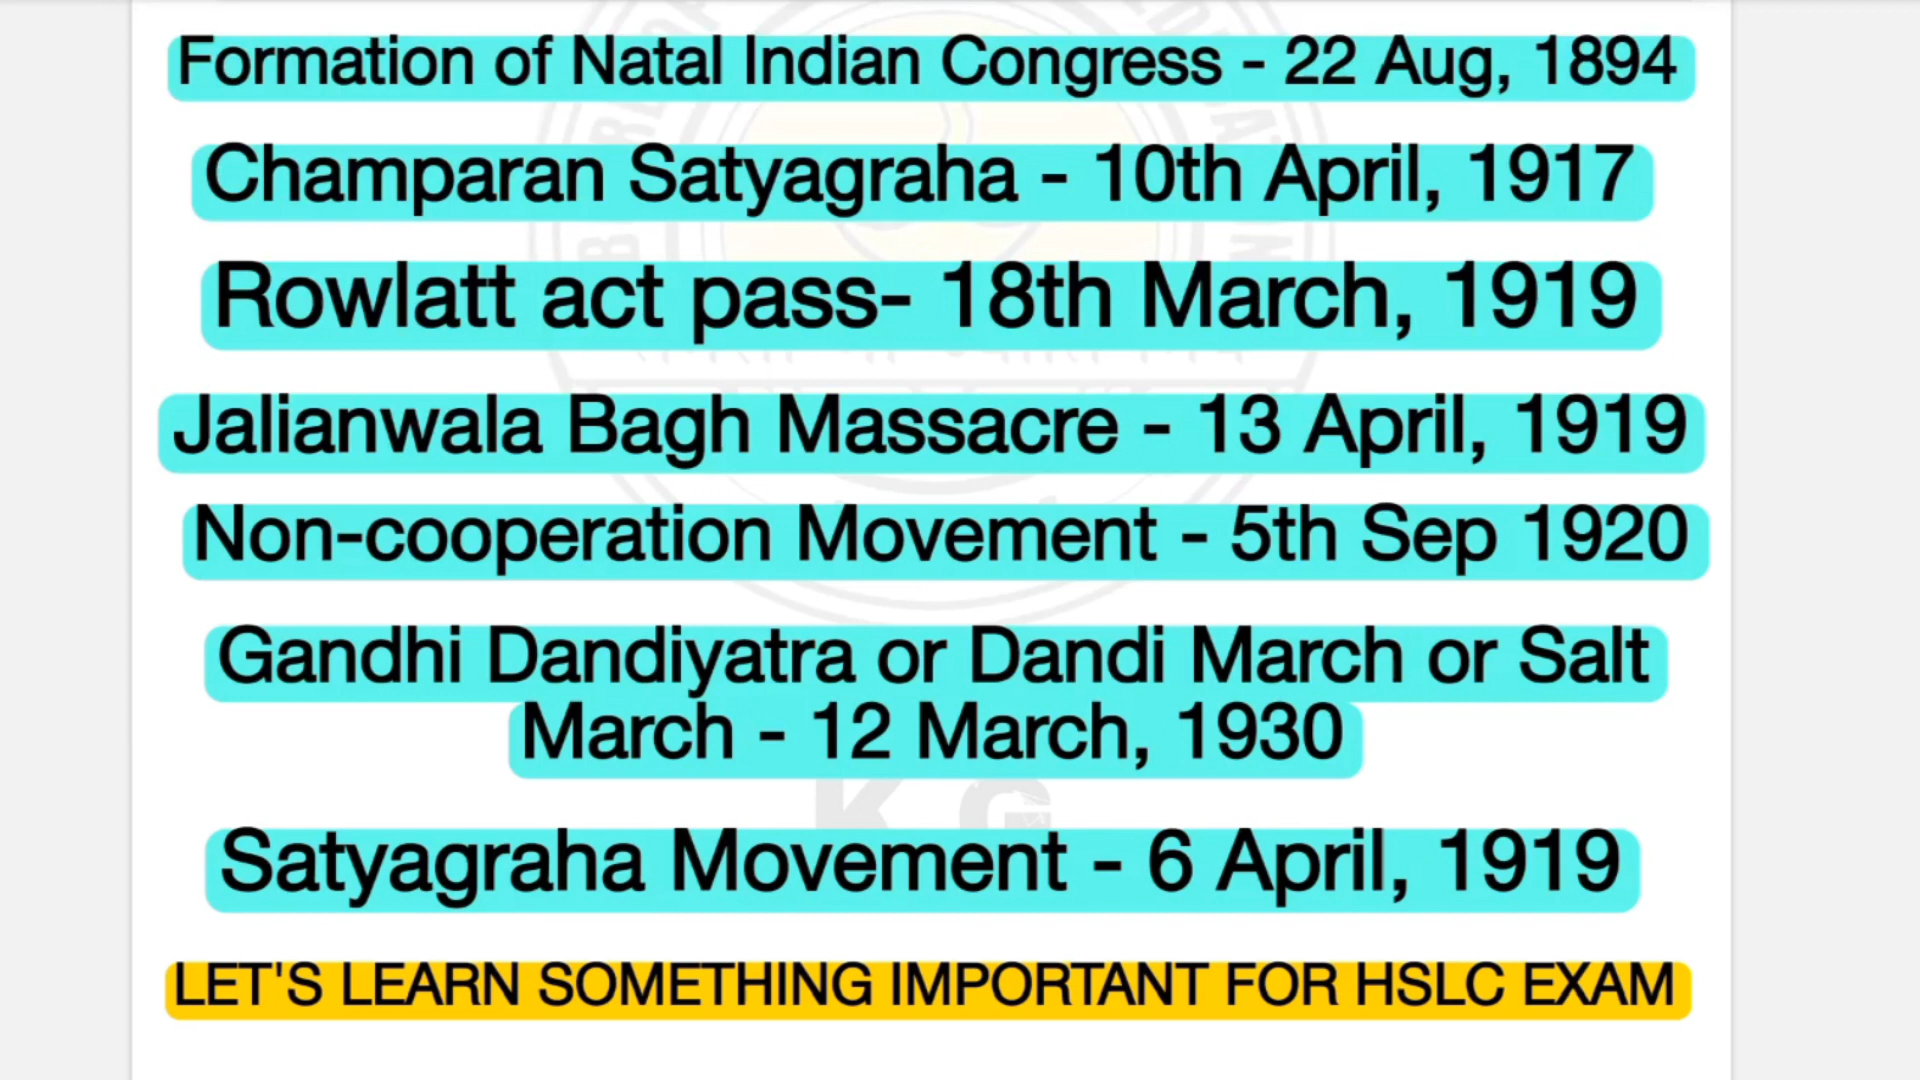 Formation of Natal Indian Congress - 22 Aug, 1894
Champaran Satyagraha - 10th April, 1917
Rowlatt act pass- 18th March, 1919
Jalianwala Bagh Massacre - 13 April, 1919
Non-cooperation Movement - 5th Sep 1920
Gandhi Dandiyatra or Dandi March or Salt
March - 12 March, 1930
K G
Satyagraha Movement - 6 April, 1919
LET'S LEARN SOMETHING IMPORTANT FOR HSLC EXAM